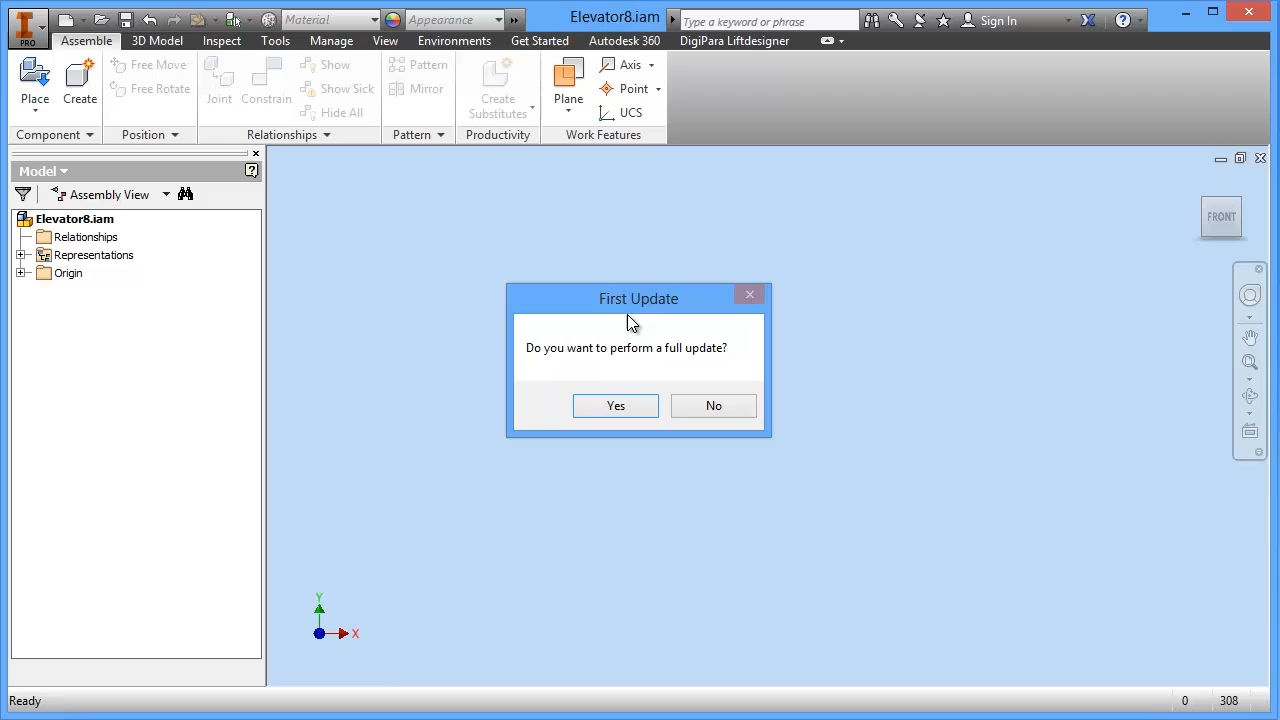 PRO
Material
Appearance
Elevator8.iam
Type a keyword or phrase
Sign In
Assemble
3D Model
Inspect
Tools
Manage
View
Environments
Get Started
Autodesk 360
DigiPara Liftdesigner
Place
Create
Free Move
Free Rotate
Joint
Constrain
Show
Show Sick
Hide All
Pattern
Mirror
Create
Substitutes
Plane
Axis
Point
UCS
Component
Position
Relationships
Pattern
Productivity
Work Features
Model
Assembly View
Elevator8.iam
Relationships
Representations
Origin
FRONT
First Update
Do you want to perform a full update?
Yes
No
Y
X
Ready
0
308